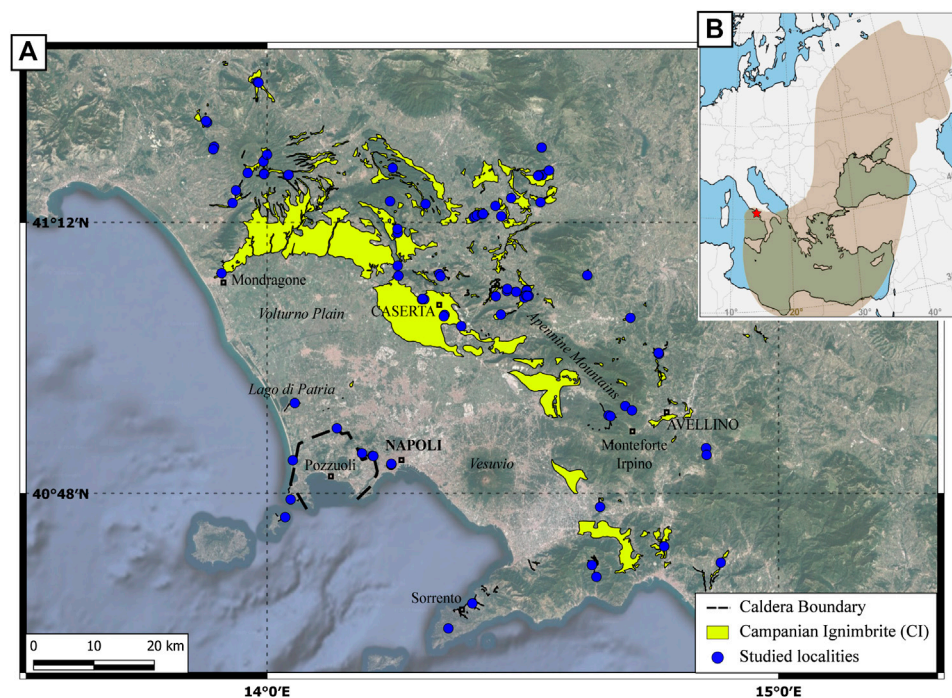 A
B
10°
20°
30°
40°
41°12'N
Mondragone
Volturno Plain
CASERTA
Apennine Mountains
Lago di Patria
AVELLINO
NAPOLI
Monteforte
Irpino
Pozzuoli
Vesuvio
40°48'N
Sorrento
Caldera Boundary
Campanian Ignimbrite (CI)
Studied localities
0 10 20 km
14°0'E
15°0'E